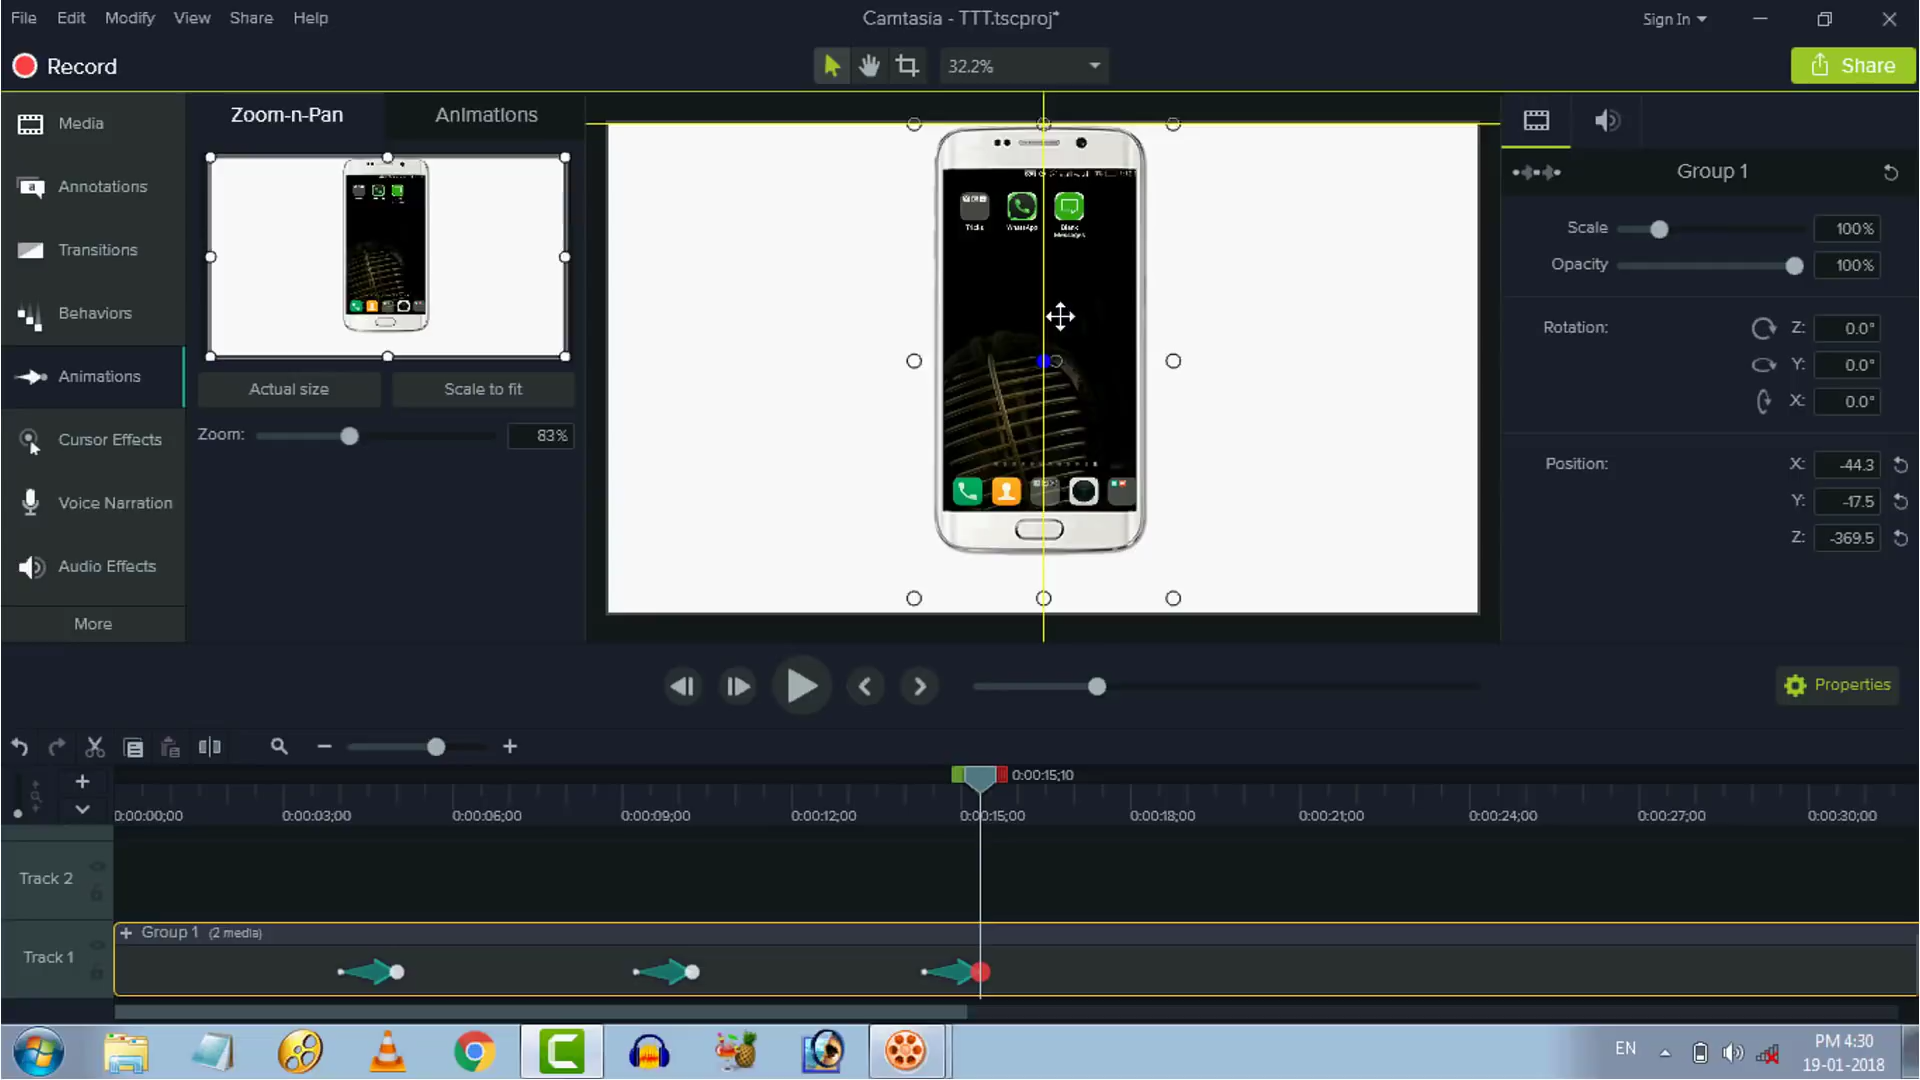 File Edit Modify View Share Help
Camtasia - TTT.tscproj*
Sign In
Record
32.2%
Share
Media
Annotations
Transitions
Behaviors
Animations
Cursor Effects
Voice Narration
Audio Effects
More
Zoom-n-Pan
Animations
Actual size
Scale to fit
Zoom:
83%
Tricks
WhatsApp
Blank
Messages
Group 1
Scale
100%
Opacity
100%
Rotation:
Z:
0.0°
Y:
0.0°
X:
0.0°
Position:
X:
-44.3
Y:
-17.5
Z:
-369.5
Properties
0:00:15;10
0:00:00;00
0:00:03;00
0:00:06;00
0:00:09;00
0:00:12;00
0:00:15;00
0:00:18;00
0:00:21;00
0:00:24;00
0:00:27;00
0:00:30;00
Track 2
Group 1 (2 media)
Track 1
EN
PM 4:30
19-01-2018